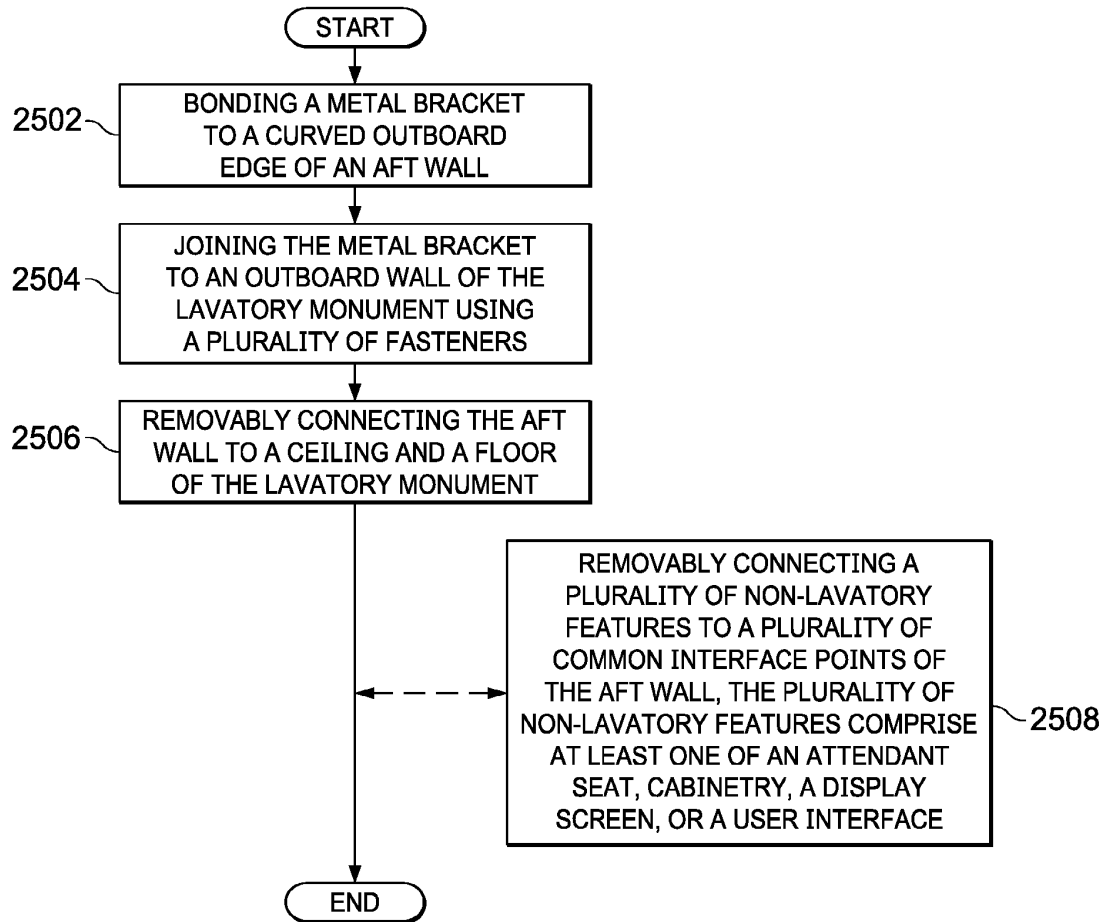 START
2502
BONDING A METAL BRACKET
TO A CURVED OUTBOARD
EDGE OF AN AFT WALL
2504
JOINING THE METAL BRACKET
TO AN OUTBOARD WALL OF THE
LAVATORY MONUMENT USING
A PLURALITY OF FASTENERS
2506
REMOVABLY CONNECTING THE AFT
WALL TO A CEILING AND A FLOOR
OF THE LAVATORY MONUMENT
REMOVABLY CONNECTING A
PLURALITY OF NON-LAVATORY
FEATURES TO A PLURALITY OF
COMMON INTERFACE POINTS OF
THE AFT WALL, THE PLURALITY OF
NON-LAVATORY FEATURES COMPRISE
AT LEAST ONE OF AN ATTENDANT
SEAT, CABINETRY, A DISPLAY
SCREEN, OR A USER INTERFACE
2508
END